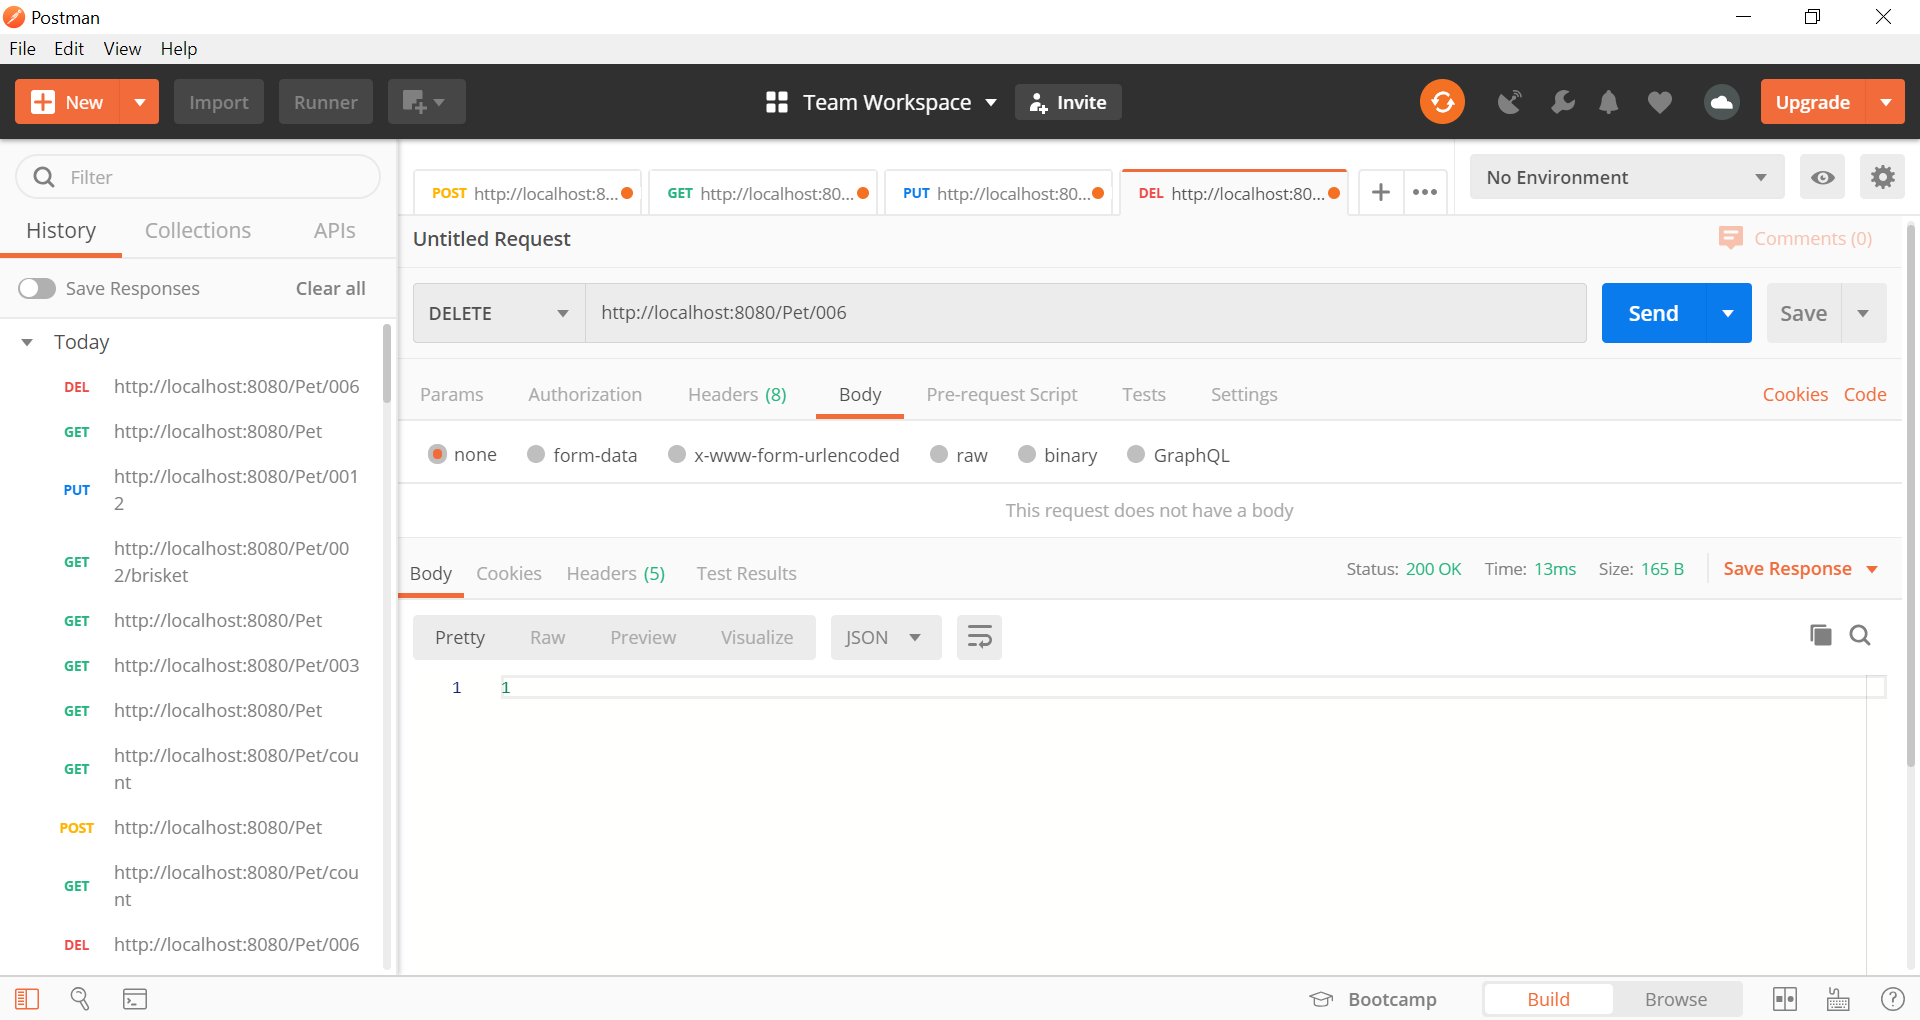 Postman
File Edit View Help
New Import Runner Team Workspace Invite Upgrade
Filter
History Collections APIs
Save Responses Clear all
Today
DEL http://localhost:8080/Pet/006
GET http://localhost:8080/Pet
PUT http://localhost:8080/Pet/001
2
GET http://localhost:8080/Pet/00
2/brisket
GET http://localhost:8080/Pet
GET http://localhost:8080/Pet/003
GET http://localhost:8080/Pet
GET http://localhost:8080/Pet/cou
nt
POST http://localhost:8080/Pet
GET http://localhost:8080/Pet/cou
nt
DEL http://localhost:8080/Pet/006
POST http://localhost:8... GET http://localhost:80... PUT http://localhost:80... DEL http://localhost:80... No Environment
Untitled Request Comments (0)
DELETE http://localhost:8080/Pet/006 Send Save
Params Authorization Headers (8) Body Pre-request Script Tests Settings Cookies Code
none form-data x-www-form-urlencoded raw binary GraphQL
This request does not have a body
Body Cookies Headers (5) Test Results Status: 200 OK Time: 13ms Size: 165 B Save Response
Pretty Raw Preview Visualize JSON
1 1
Bootcamp Build Browse